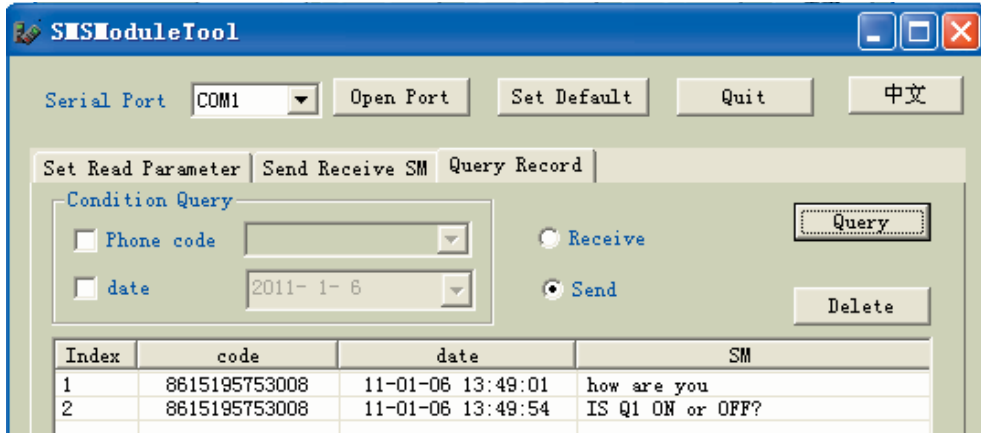 SMSModuleTool
Serial Port COM1 Open Port Set Default Quit 中文
Set Read Parameter Send Receive SM Query Record
Condition Query
Phone code Receive Query
date 2011- 1- 6 Send Delete
Index code date SM
1 8615195753008 11-01-06 13:49:01 how are you
2 8615195753008 11-01-06 13:49:54 IS Q1 ON or OFF?